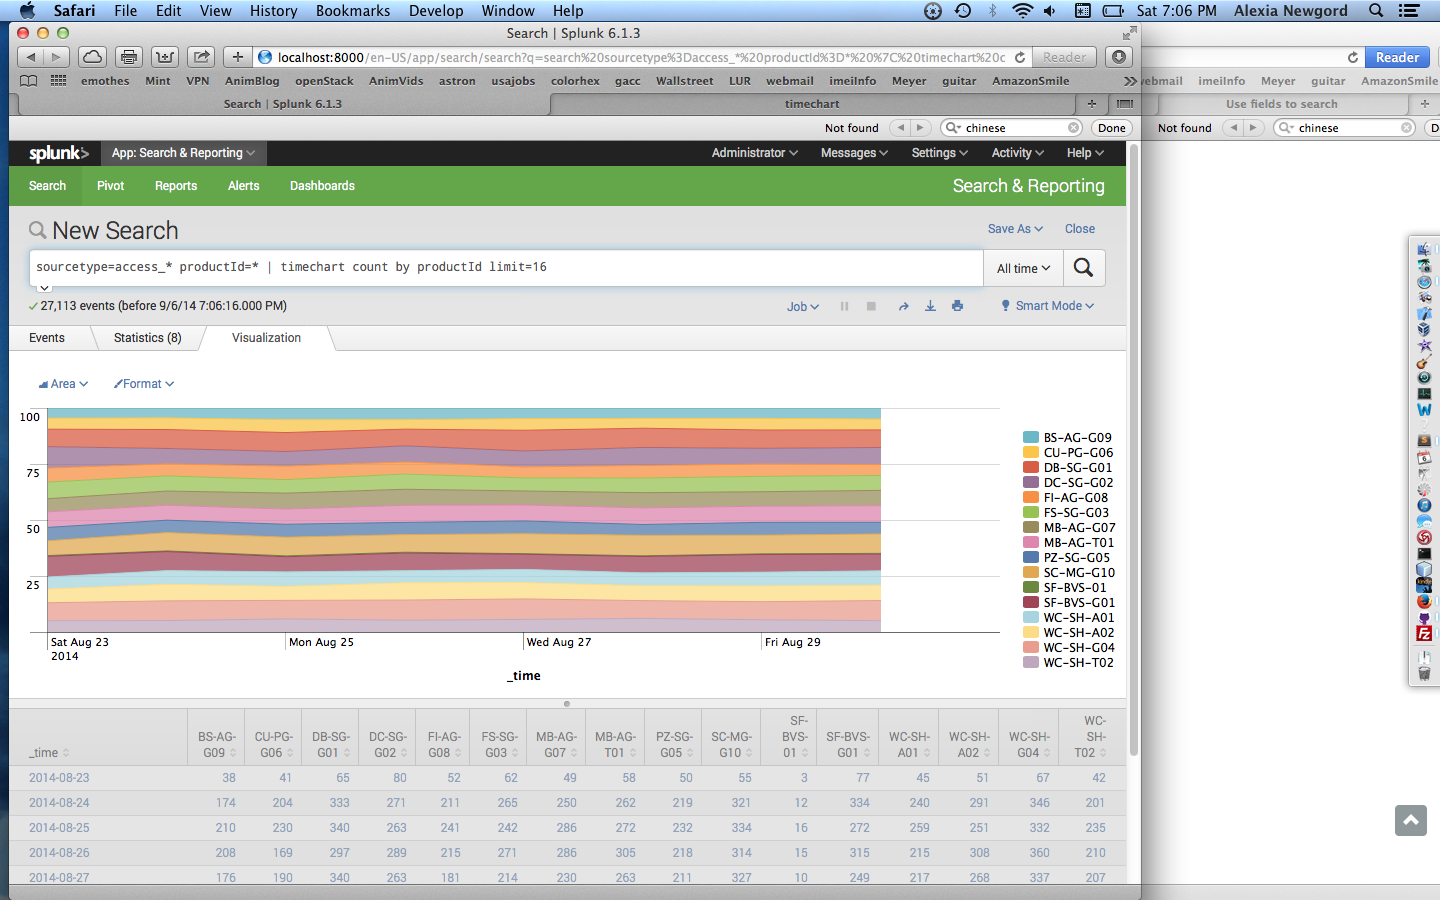 Safari File Edit View History Bookmarks Develop Window Help Sat 7:06 PM Alexia Newgord
Search | Splunk 6.1.3
localhost:8000/en-US/app/search/search?q=search%20sourcetype%3Daccess_*%20productId%3D*%20%7C%20timechart%20c Reader Reader
emothes Mint VPN AnimBlog openStack AnimVids astron usajobs colorhex gacc Wallstreet LUR webmail imeiInfo Meyer guitar AmazonSmile ebmail imeiInfo Meyer guitar AmazonSmile
Search | Splunk 6.1.3 timechart Use fields to search
Not found chinese Done Not found chinese
splunk> App: Search & Reporting Administrator Messages Settings Activity Help
Search Pivot Reports Alerts Dashboards Search & Reporting
New Search Save As Close
sourcetype=access_* productId=* | timechart count by productId limit=16 All time
27,113 events (before 9/6/14 7:06:16.000 PM) Job Smart Mode
Events Statistics (8) Visualization
Area Format
100
75
50
25
Sat Aug 23 Mon Aug 25 Wed Aug 27 Fri Aug 29
2014
_time
BS-AG-G09
CU-PG-G06
DB-SG-G01
DC-SG-G02
FI-AG-G08
FS-SG-G03
MB-AG-G07
MB-AG-T01
PZ-SG-G05
SC-MG-G10
SF-BVS-01
SF-BVS-G01
WC-SH-A01
WC-SH-A02
WC-SH-G04
WC-SH-T02
_time BS-AG-G09 CU-PG-G06 DB-SG-G01 DC-SG-G02 FI-AG-G08 FS-SG-G03 MB-AG-G07 MB-AG-T01 PZ-SG-G05 SC-MG-G10 SF-BVS-01 SF-BVS-G01 WC-SH-A01 WC-SH-A02 WC-SH-G04 WC-SH-T02
2014-08-23 38 41 65 80 52 62 49 58 50 55 3 77 45 51 67 42
2014-08-24 174 204 333 271 211 265 250 262 219 321 12 334 240 291 346 201
2014-08-25 210 230 340 263 241 242 286 272 232 334 16 272 259 251 332 235
2014-08-26 208 169 297 289 215 271 286 305 218 314 15 315 215 308 360 210
2014-08-27 176 190 340 263 181 214 230 263 211 327 10 249 217 268 337 207